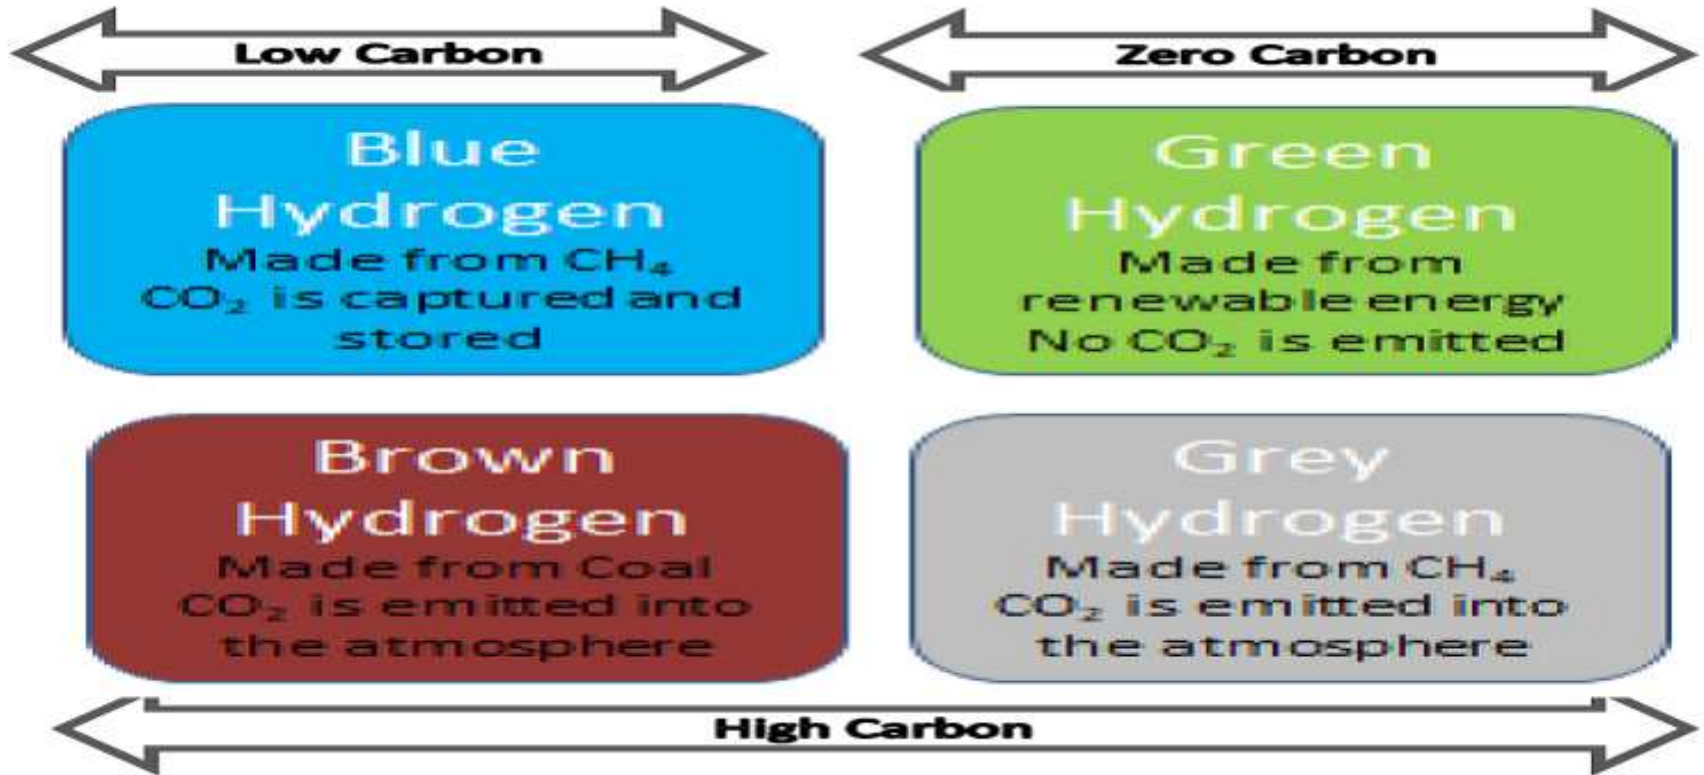 Low Carbon
Zero Carbon
Blue
Hydrogen
Made from CH₄
CO₂ is captured and
stored
Green
Hydrogen
Made from
renewable energy
No CO₂ is emitted
Brown
Hydrogen
Made from Coal
CO₂ is emitted into
the atmosphere
Grey
Hydrogen
Made from CH₄
CO₂ is emitted into
the atmosphere
High Carbon